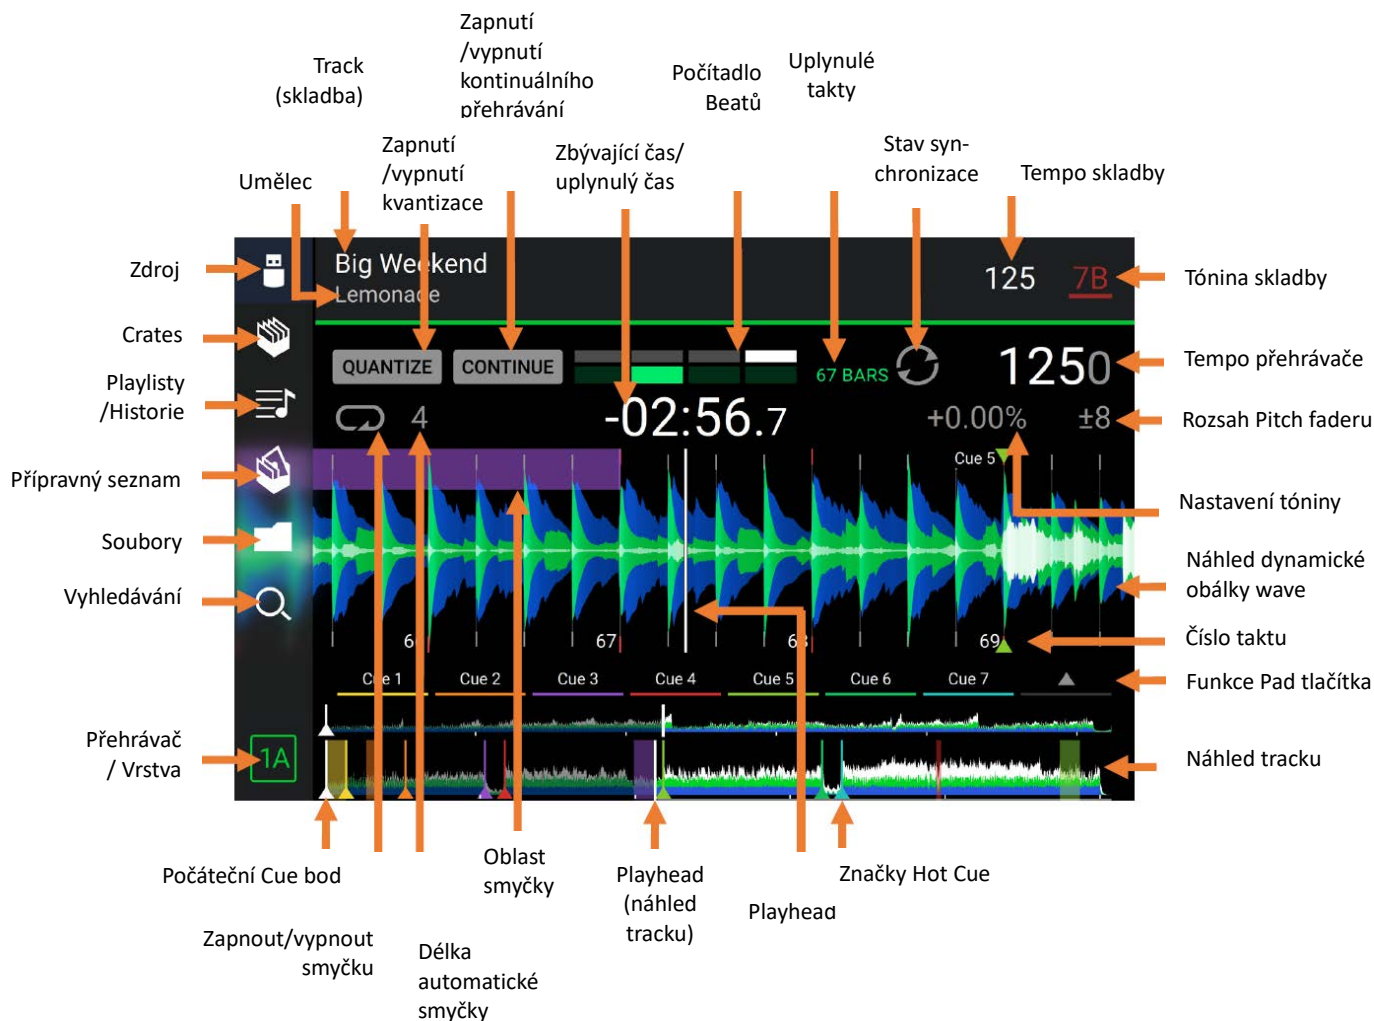 Zapnutí
/vypnutí
kontinuálního
přehrávání
Track
(skladba)
Počítadlo
Beatů
Uplynulé
takty
Umělec
Zapnutí
/vypnutí
kvantizace
Zbývající čas/
uplynulý čas
Stav syn-
chronizace
Tempo skladby
Zdroj
Big Weekend
Lemonade
125
7B
Tónina skladby
Crates
QUANTIZE
CONTINUE
67 BARS
1250
Tempo přehrávače
Playlisty
/Historie
4
-02:56.7
+0.00%
±8
Rozsah Pitch faderu
Přípravný seznam
Cue 5
Nastavení tóniny
Soubory
Náhled dynamické
obálky wave
Vyhledávání
67
68
69
Číslo taktu
Cue 1
Cue 2
Cue 3
Cue 4
Cue 5
Cue 6
Cue 7
Funkce Pad tlačítka
Přehrávač
/ Vrstva
1A
Náhled tracku
Počáteční Cue bod
Oblast
smyčky
Playhead
(náhled
tracku)
Playhead
Značky Hot Cue
Zapnout/vypnout
smyčku
Délka
automatické
smyčky